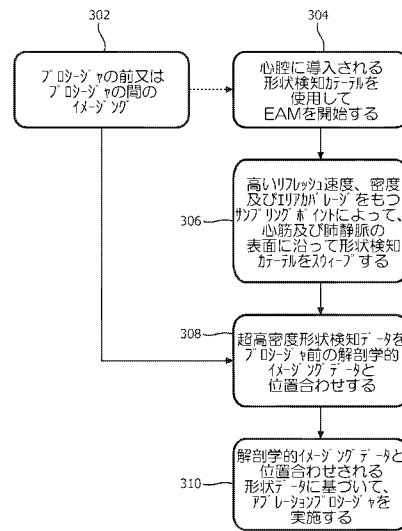 302
プロシージャの前又は
プロシージャの間の
イメージング
304
心腔に導入される
形状検知カテーテルを
使用して
EAMを開始する
306
高いリフレッシュ速度、密度
及びエリアカバレージをもつ
サンプリングポイントによって、
心筋及び肺静脈の
表面に沿って形状検知
カテーテルをスウィープする
308
超高密度形状検知データを
プロシージャ前の解剖学的
イメージングデータと
位置合わせする
310
解剖学的イメージングデータと
位置合わせされる
形状データに基づいて、
アブレーションプロシージャを
実施する